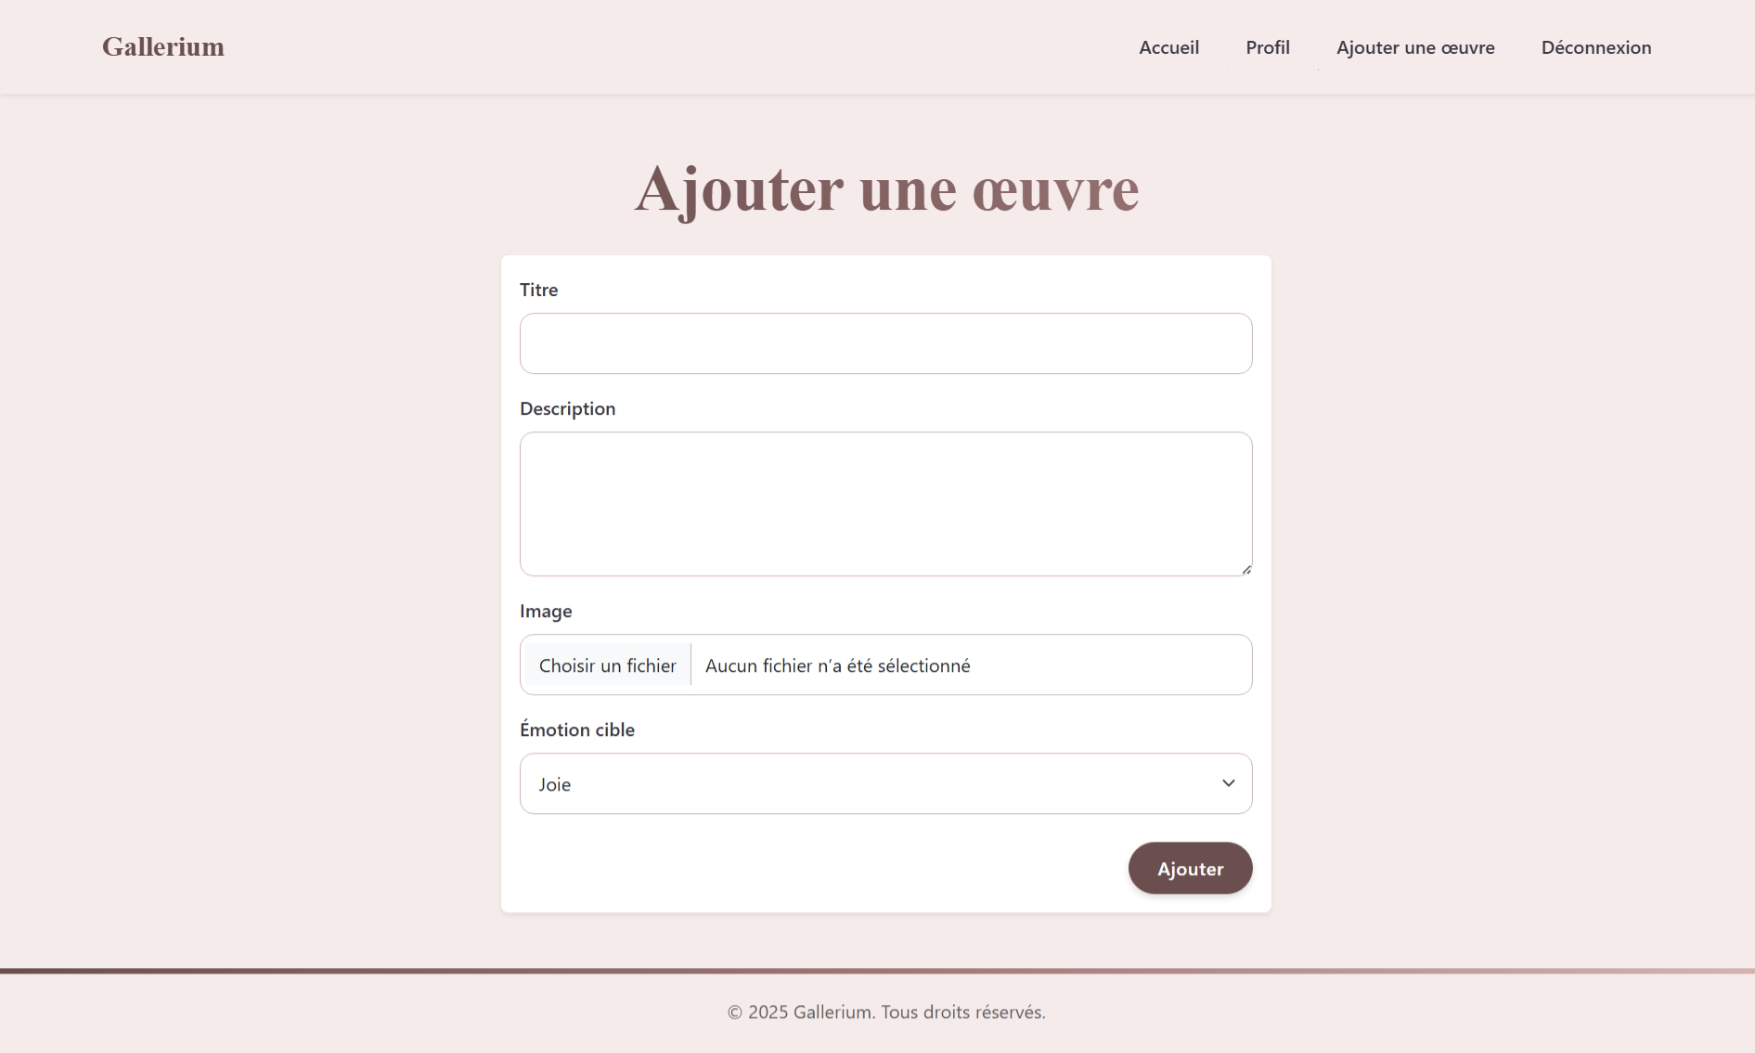 Gallerium
Accueil Profil Ajouter une œuvre Déconnexion
Ajouter une œuvre
Titre
Description
Image
Choisir un fichier Aucun fichier n’a été sélectionné
Émotion cible
Joie
Ajouter
© 2025 Gallerium. Tous droits réservés.